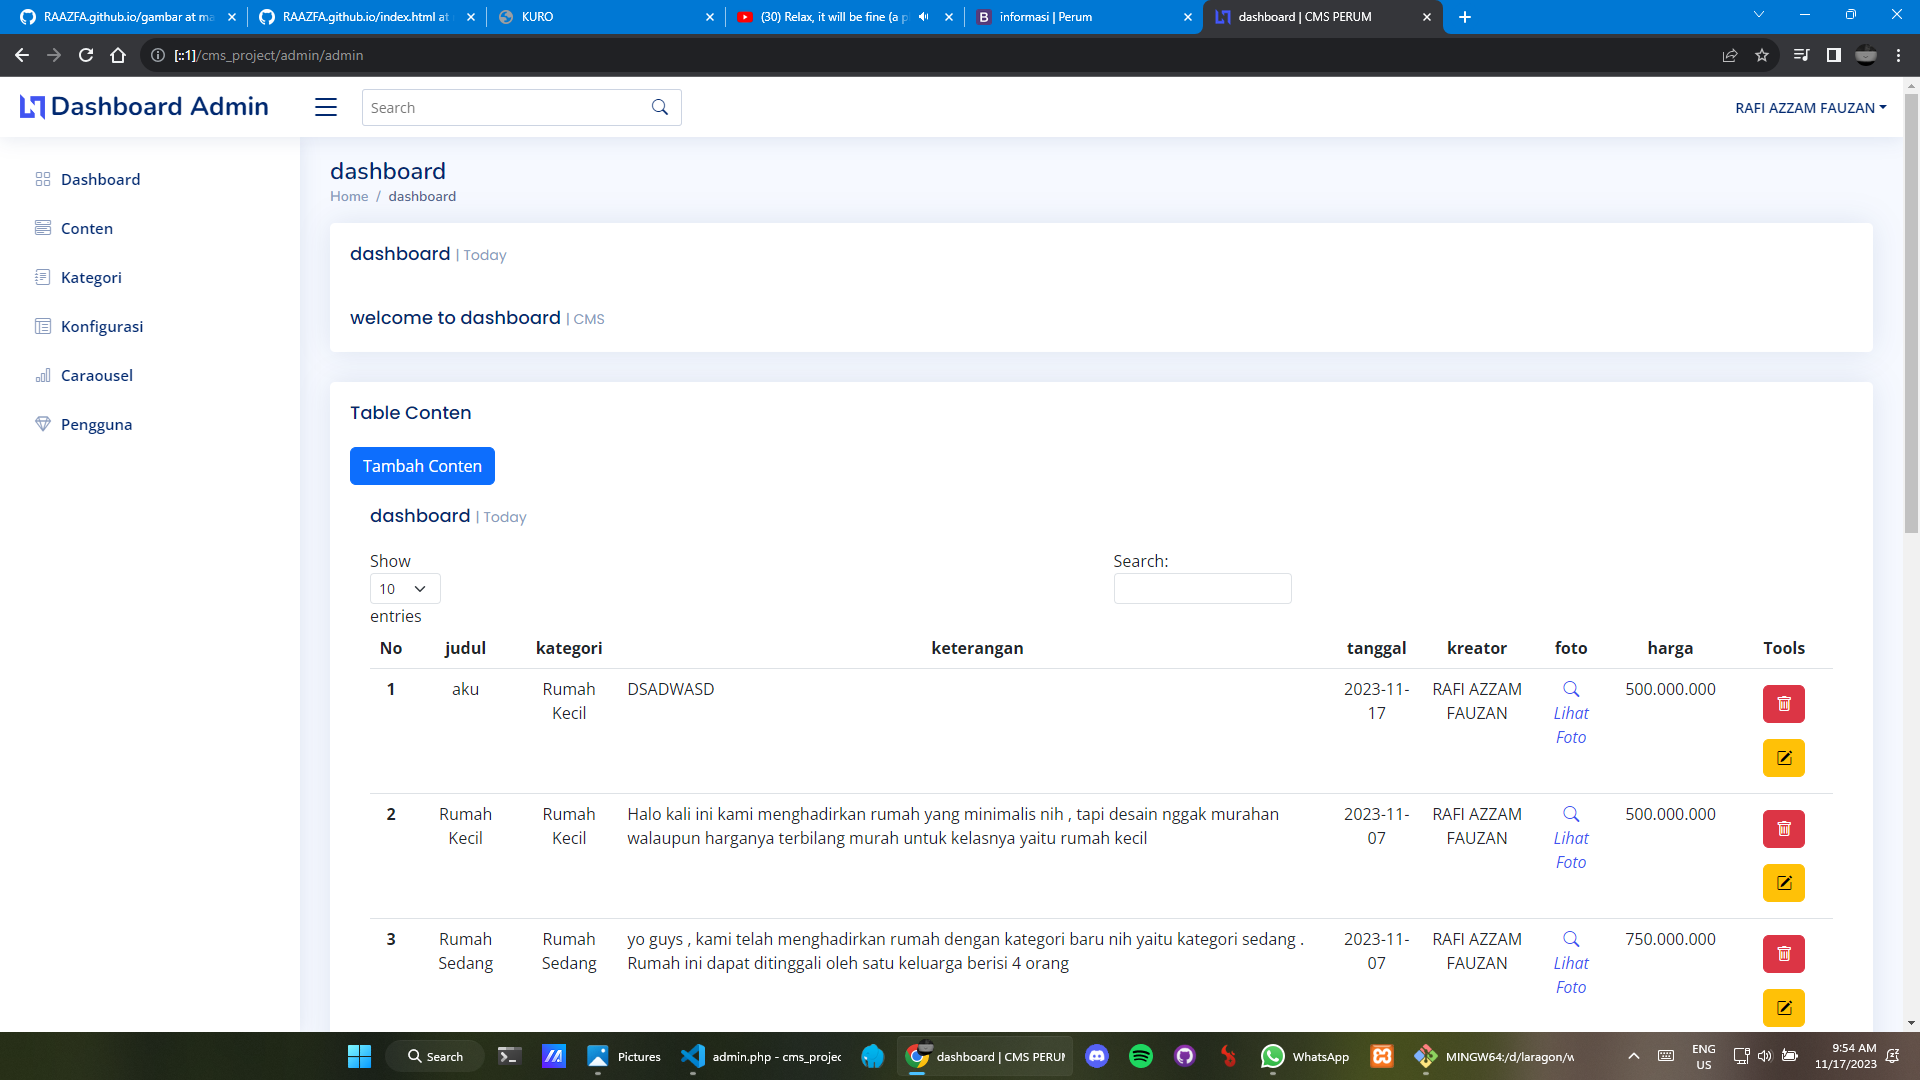 RAAZFA.github.io/gambar at ma
RAAZFA.github.io/index.html at
KURO
(30) Relax, it will be fine (a p
informasi | Perum
dashboard | CMS PERUM
[::1]/cms_project/admin/admin
Dashboard Admin
Search
RAFI AZZAM FAUZAN
Dashboard
Conten
Kategori
Konfigurasi
Caraousel
Pengguna
dashboard
Home / dashboard
dashboard | Today
welcome to dashboard | CMS
Table Conten
Tambah Conten
dashboard | Today
Show
10
entries
Search:
No judul kategori keterangan tanggal kreator foto harga Tools
1 aku Rumah Kecil DSADWASD 2023-11-17 RAFI AZZAM FAUZAN Lihat Foto 500.000.000
2 Rumah Kecil Rumah Kecil Halo kali ini kami menghadirkan rumah yang minimalis nih , tapi desain nggak murahan
walaupun harganya terbilang murah untuk kelasnya yaitu rumah kecil 2023-11-07 RAFI AZZAM FAUZAN Lihat Foto 500.000.000
3 Rumah Sedang Rumah Sedang yo guys , kami telah menghadirkan rumah dengan kategori baru nih yaitu kategori sedang .
Rumah ini dapat ditinggali oleh satu keluarga berisi 4 orang 2023-11-07 RAFI AZZAM FAUZAN Lihat Foto 750.000.000
Search
Pictures
admin.php - cms_projec
dashboard | CMS PERUM
WhatsApp
MINGW64:/d/laragon/w
ENG
US
9:54 AM
11/17/2023